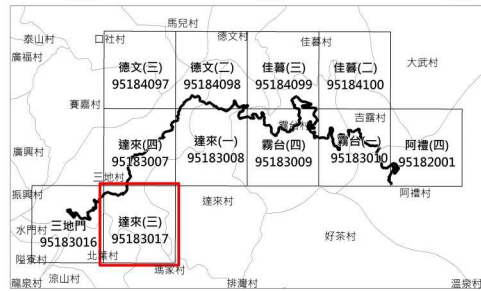 馬兒村
泰山村
口社村
德文村
佳暮村
廣福村
大武村
德文(三)
95184097
德文(二)
95184098
佳暮(三)
95184099
佳暮(二)
95184100
賽嘉村
吉露村
霧台村
廣興村
達來(四)
95183007
達來(一)
95183008
霧台(四)
95183009
霧台(一)
95183010
阿禮(四)
95182001
三地村
振興村
阿禮村
達來村
水門村
三地門
95183016
達來(三)
95183017
好茶村
隘寮村
北葉村
瑪家村
龍泉村
涼山村
排灣村
溫泉村